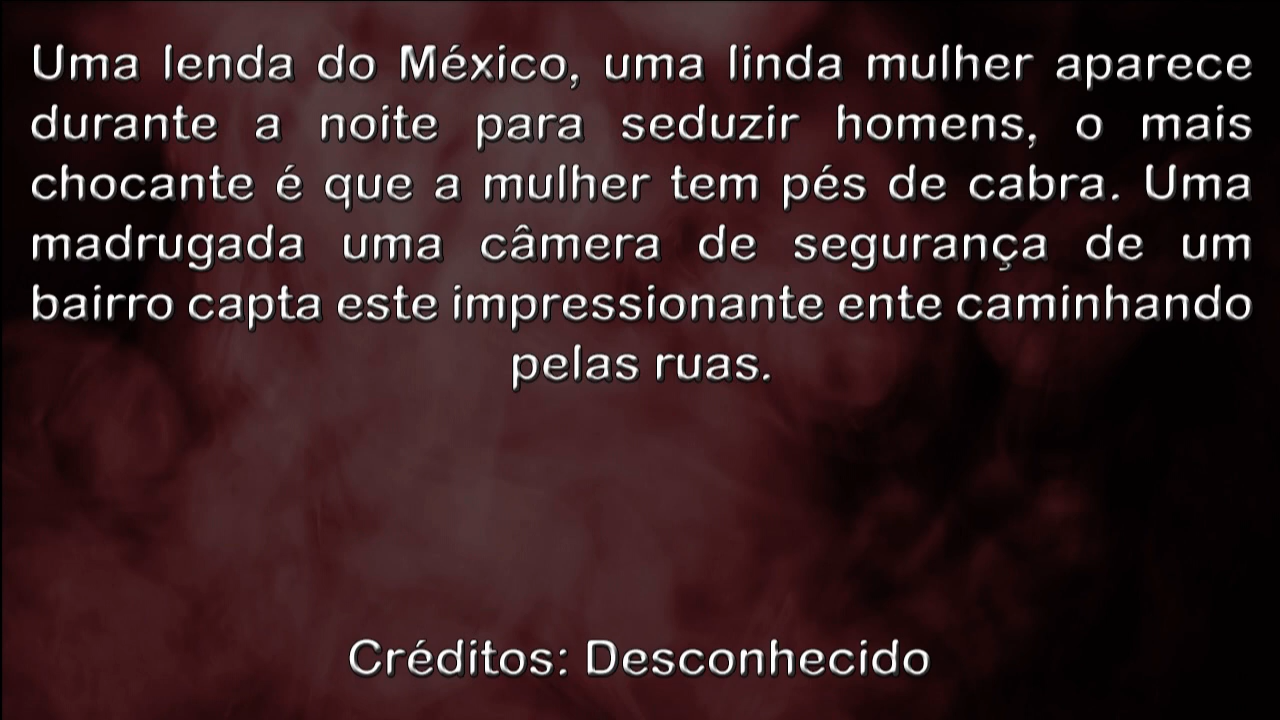 Uma lenda do México, uma linda mulher aparece
durante a noite para seduzir homens, o mais
chocante é que a mulher tem pés de cabra. Uma
madrugada uma câmera de segurança de um
bairro capta este impressionante ente caminhando
pelas ruas.
Créditos: Desconhecido